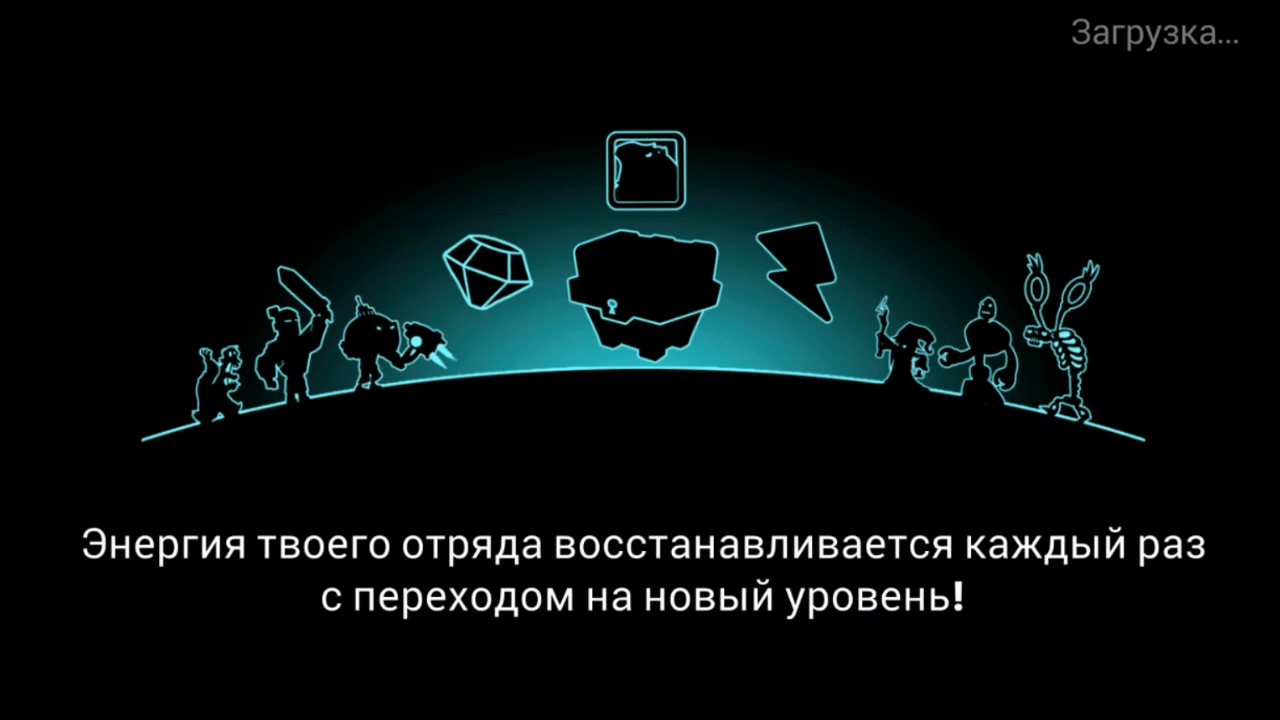 Загрузка...
Энергия твоего отряда восстанавливается каждый раз
с переходом на новый уровень!